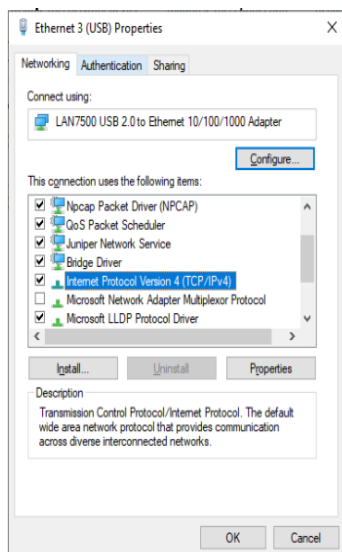 Ethernet 3 (USB) Properties
Networking Authentication Sharing
Connect using:
LAN7500 USB 2.0 to Ethernet 10/100/1000 Adapter
Configure...
This connection uses the following items:
Npcap Packet Driver (NPCAP)
QoS Packet Scheduler
Juniper Network Service
Bridge Driver
Internet Protocol Version 4 (TCP/IPv4)
Microsoft Network Adapter Multiplexor Protocol
Microsoft LLDP Protocol Driver
Install... Uninstall Properties
Description
Transmission Control Protocol/Internet Protocol. The default
wide area network protocol that provides communication
across diverse interconnected networks.
OK Cancel